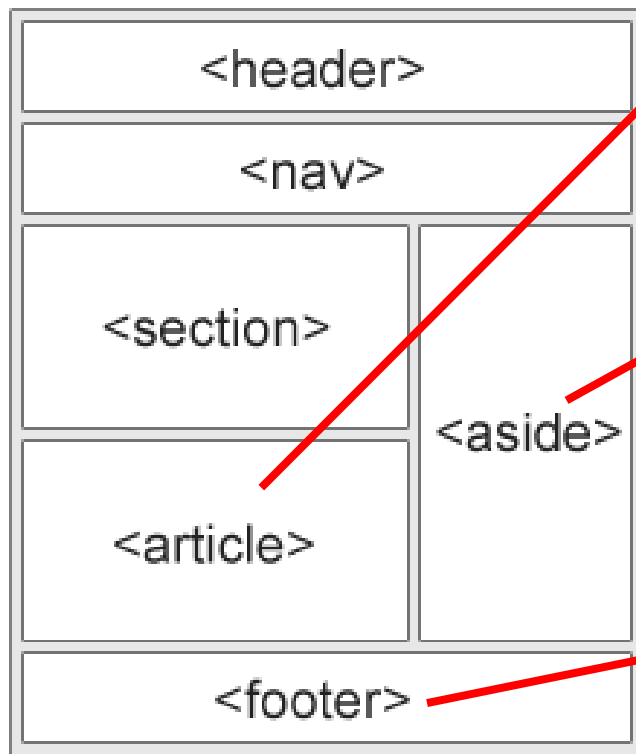 <header>
<nav>
<section>
<aside>
<article>
<footer>